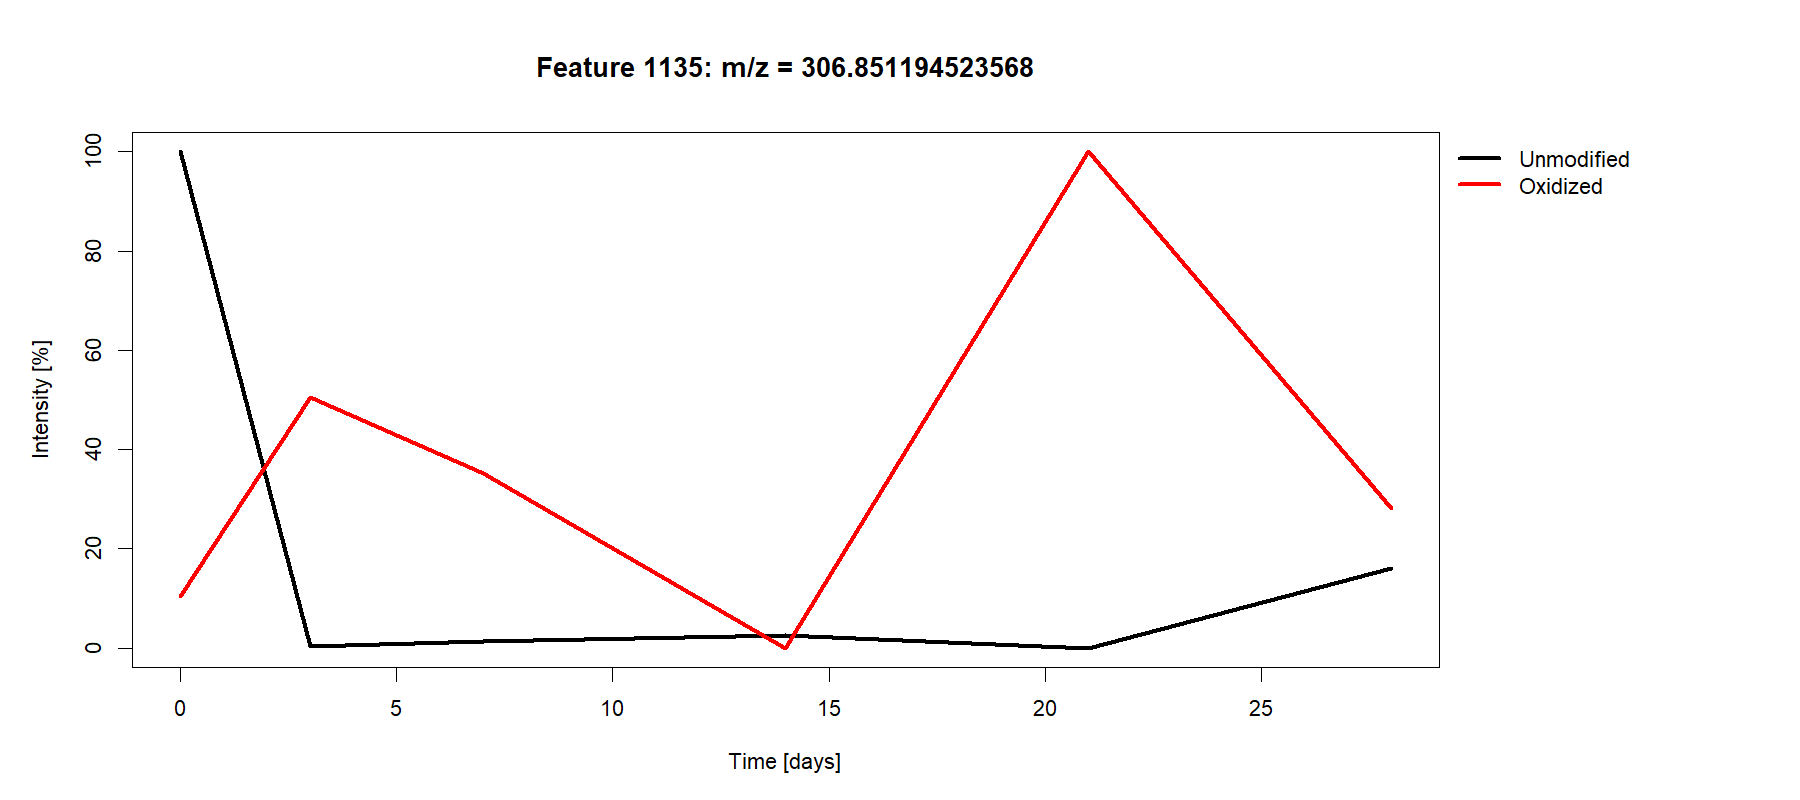 Feature 1135: m/z = 306.851194523568
Unmodified
Oxidized
Intensity [%]
100
80
60
40
20
0
0 5 10 15 20 25
Time [days]